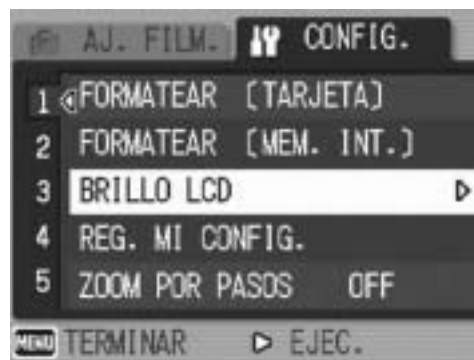 AJ. FILM. CONFIG.
1 FORMATEAR [TARJETA]
2 FORMATEAR [MEM. INT.]
3 BRILLO LCD
4 REG. MI CONFIG.
5 ZOOM POR PASOS OFF
MENU TERMINAR EJEC.